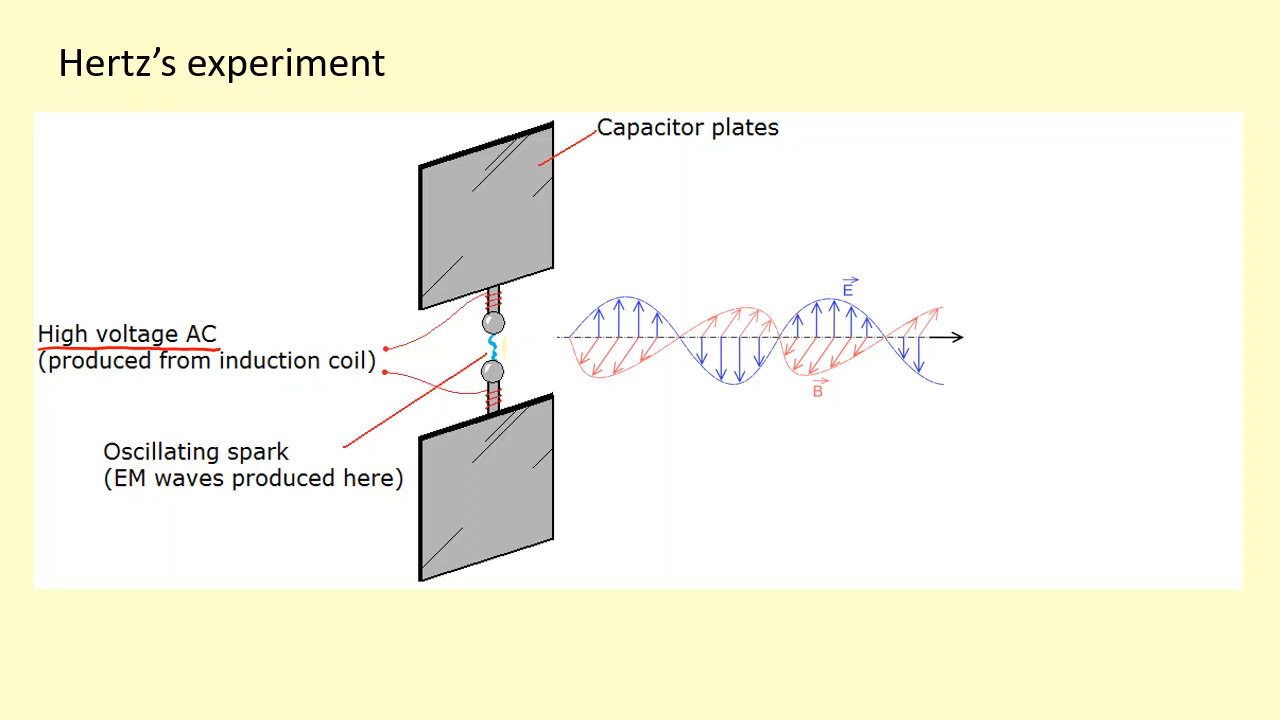 Hertz’s experiment
Capacitor plates
High voltage AC
(produced from induction coil)
Oscillating spark
(EM waves produced here)
E
B